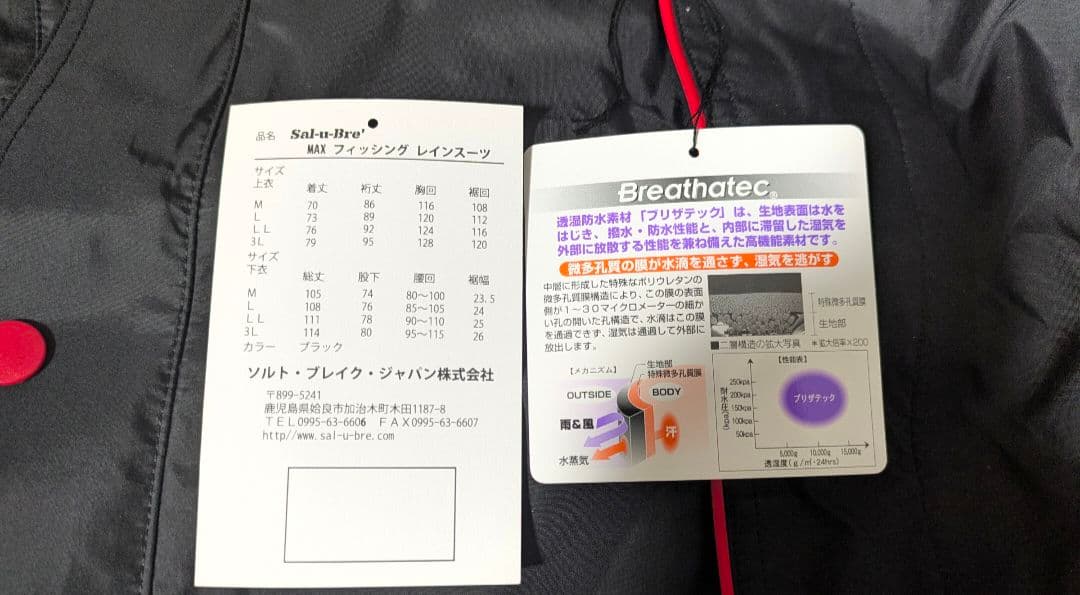 品名 Sal-u-Bre'
MAX フィッシング レインスーツ
サイズ
上衣 着丈 裄丈 胸回 裾回
M 70 86 116 108
L 73 89 120 112
LL 76 92 124 116
3L 79 95 128 120
サイズ
下衣 総丈 股下 腰回 裾幅
M 105 74 80〜100 23.5
L 108 76 85〜105 24
LL 111 78 90〜110 25
3L 114 80 95〜115 26
カラー ブラック
ソルト・ブレイク・ジャパン株式会社
〒899-5241
鹿児島県姶良市加治木町木田1187-8
TEL0995-63-6606 FAX0995-63-6607
http//www.sal-u-bre.com
Breathatec®
透湿防水素材「ブリザテック」は、生地表面は水を
はじき、撥水・防水性能と、内部に滞留した湿気を
外部に放散する性能を兼ね備えた高機能素材です。
微多孔質の膜が水滴を通さず、湿気を逃がす
中層に形成した特殊なポリウレタンの
微多孔質膜構造により、この膜の表面
側が1〜30マイクロメーターの細か
い孔の開いた孔構造で、水滴はこの膜
を通過できず、湿気は通過して外部に
放出します。
特殊微多孔質膜
生地部
■二層構造の拡大写真 *拡大倍率×200
【メカニズム】
生地部
特殊微多孔質膜
OUTSIDE
BODY
雨&風
汗
水蒸気
【性能表】
耐水圧(kpa)
250kpa
200kpa
150kpa
100kpa
50kpa
ブリザテック
5,000g 10,000g 15,000g
透湿度(g/㎡・24hrs)